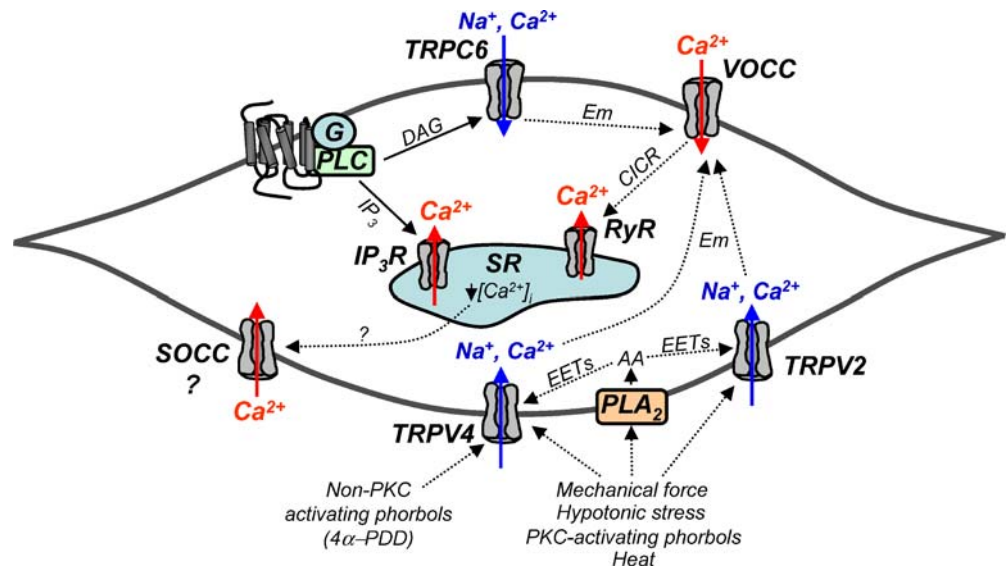 Na⁺, Ca²⁺
TRPC6
Ca²⁺
VOCC
G
PLC
DAG
Em
CICR
IP₃
Ca²⁺
Ca²⁺
IP₃R
RyR
SR
[Ca²⁺]ᵢ
Em
?
SOCC
?
Ca²⁺
Na⁺, Ca²⁺
EETs
AA
EETs
Na⁺, Ca²⁺
TRPV2
PLA₂
TRPV4
Non-PKC
activating phorbols
(4α–PDD)
Mechanical force
Hypotonic stress
PKC-activating phorbols
Heat